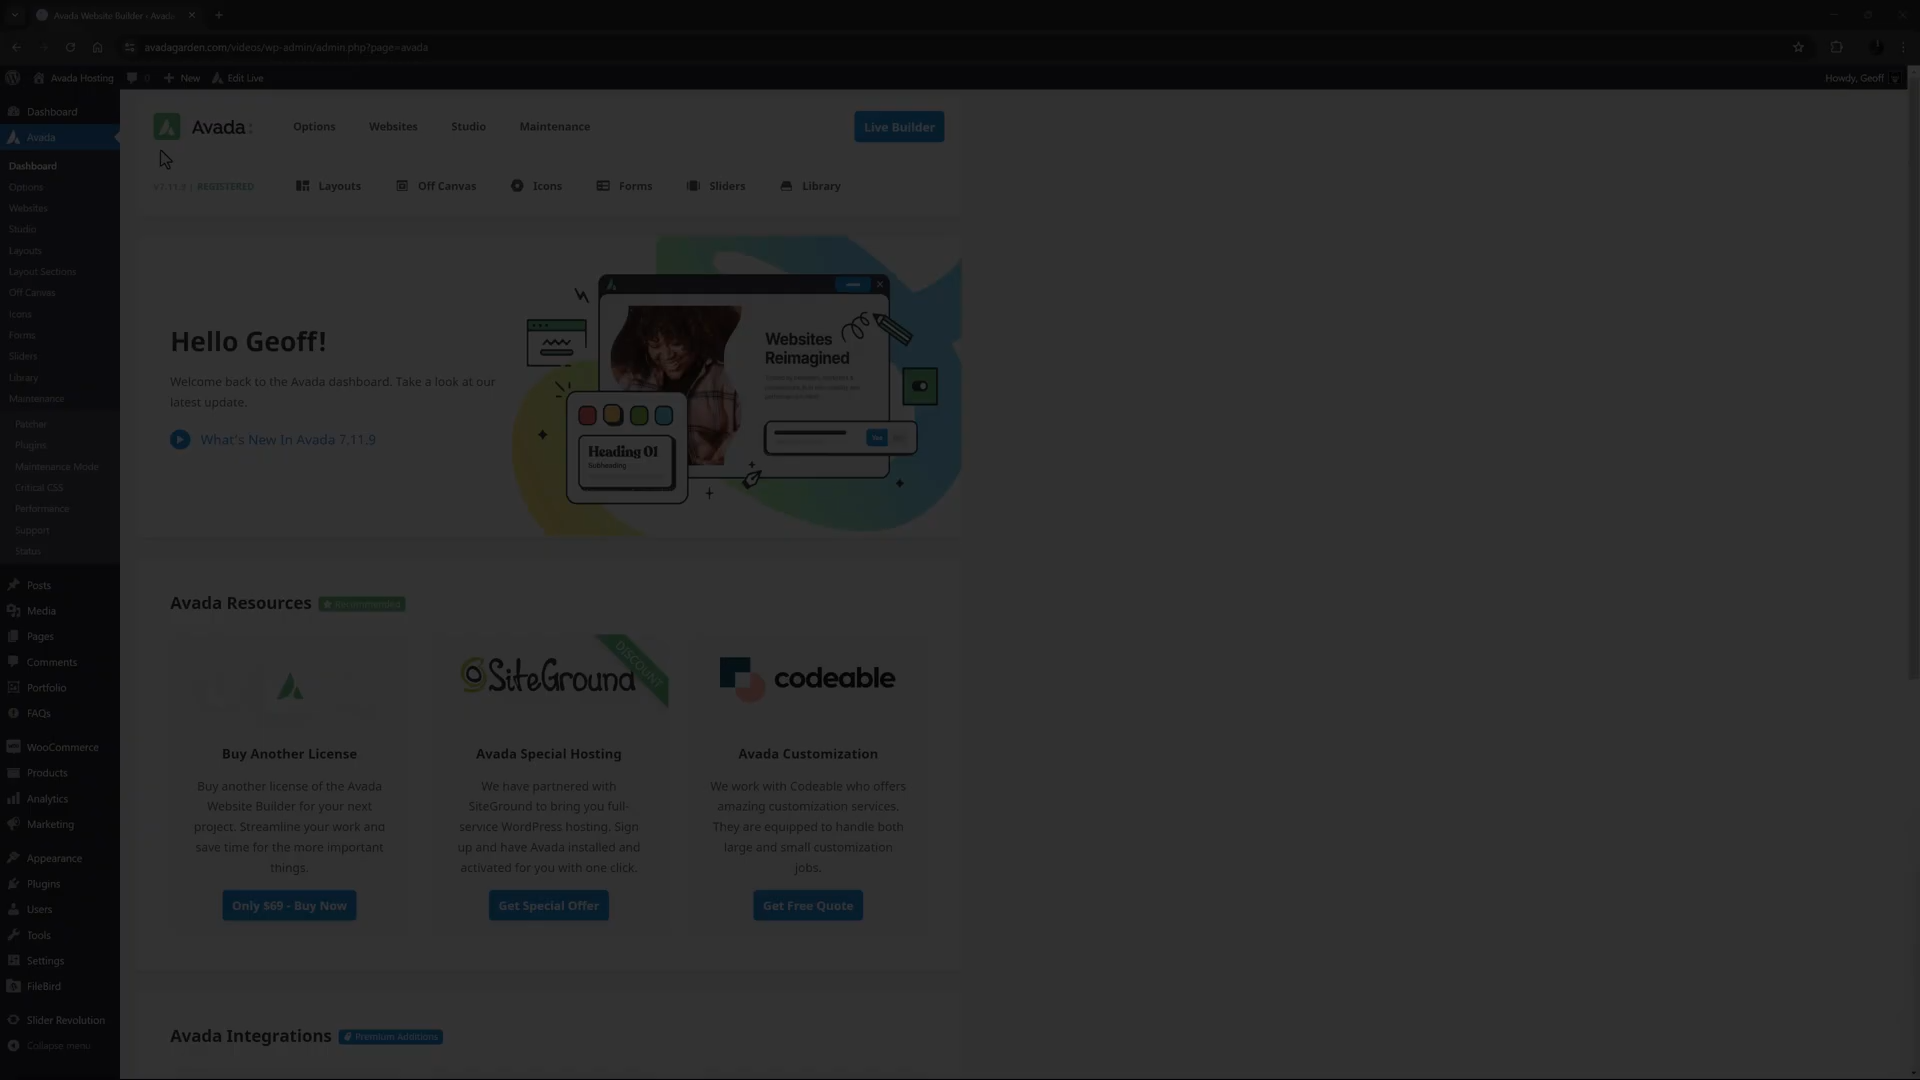 Avada Website Builder ‹ Avada
avadagarden.com/videos/wp-admin/admin.php?page=avada
Avada Hosting
0
New
Edit Live
Howdy, Geoff
Dashboard
Avada
Dashboard
Options
Websites
Studio
Layouts
Layout Sections
Off Canvas
Icons
Forms
Sliders
Library
Maintenance
Patcher
Plugins
Maintenance Mode
Critical CSS
Performance
Support
Status
Posts
Media
Pages
Comments
Portfolio
FAQs
WooCommerce
Products
Analytics
Marketing
Appearance
Plugins
Users
Tools
Settings
FileBird
Slider Revolution
Collapse menu
Avada:
Options
Websites
Studio
Maintenance
Live Builder
V7.11.9 | REGISTERED
Layouts
Off Canvas
Icons
Forms
Sliders
Library
Hello Geoff!
Welcome back to the Avada dashboard. Take a look at our
latest update.
What's New In Avada 7.11.9
Websites
Reimagined
Yes
Heading 01
Subheading
Avada Resources
Recommended
Buy Another License
Buy another license of the Avada
Website Builder for your next
project. Streamline your work and
save time for the more important
things.
Only $69 - Buy Now
SiteGround
DISCOUNT
Avada Special Hosting
We have partnered with
SiteGround to bring you full-
service WordPress hosting. Sign
up and have Avada installed and
activated for you with one click.
Get Special Offer
codeable
Avada Customization
We work with Codeable who offers
amazing customization services.
They are equipped to handle both
large and small customization
jobs.
Get Free Quote
Avada Integrations
Premium Additions